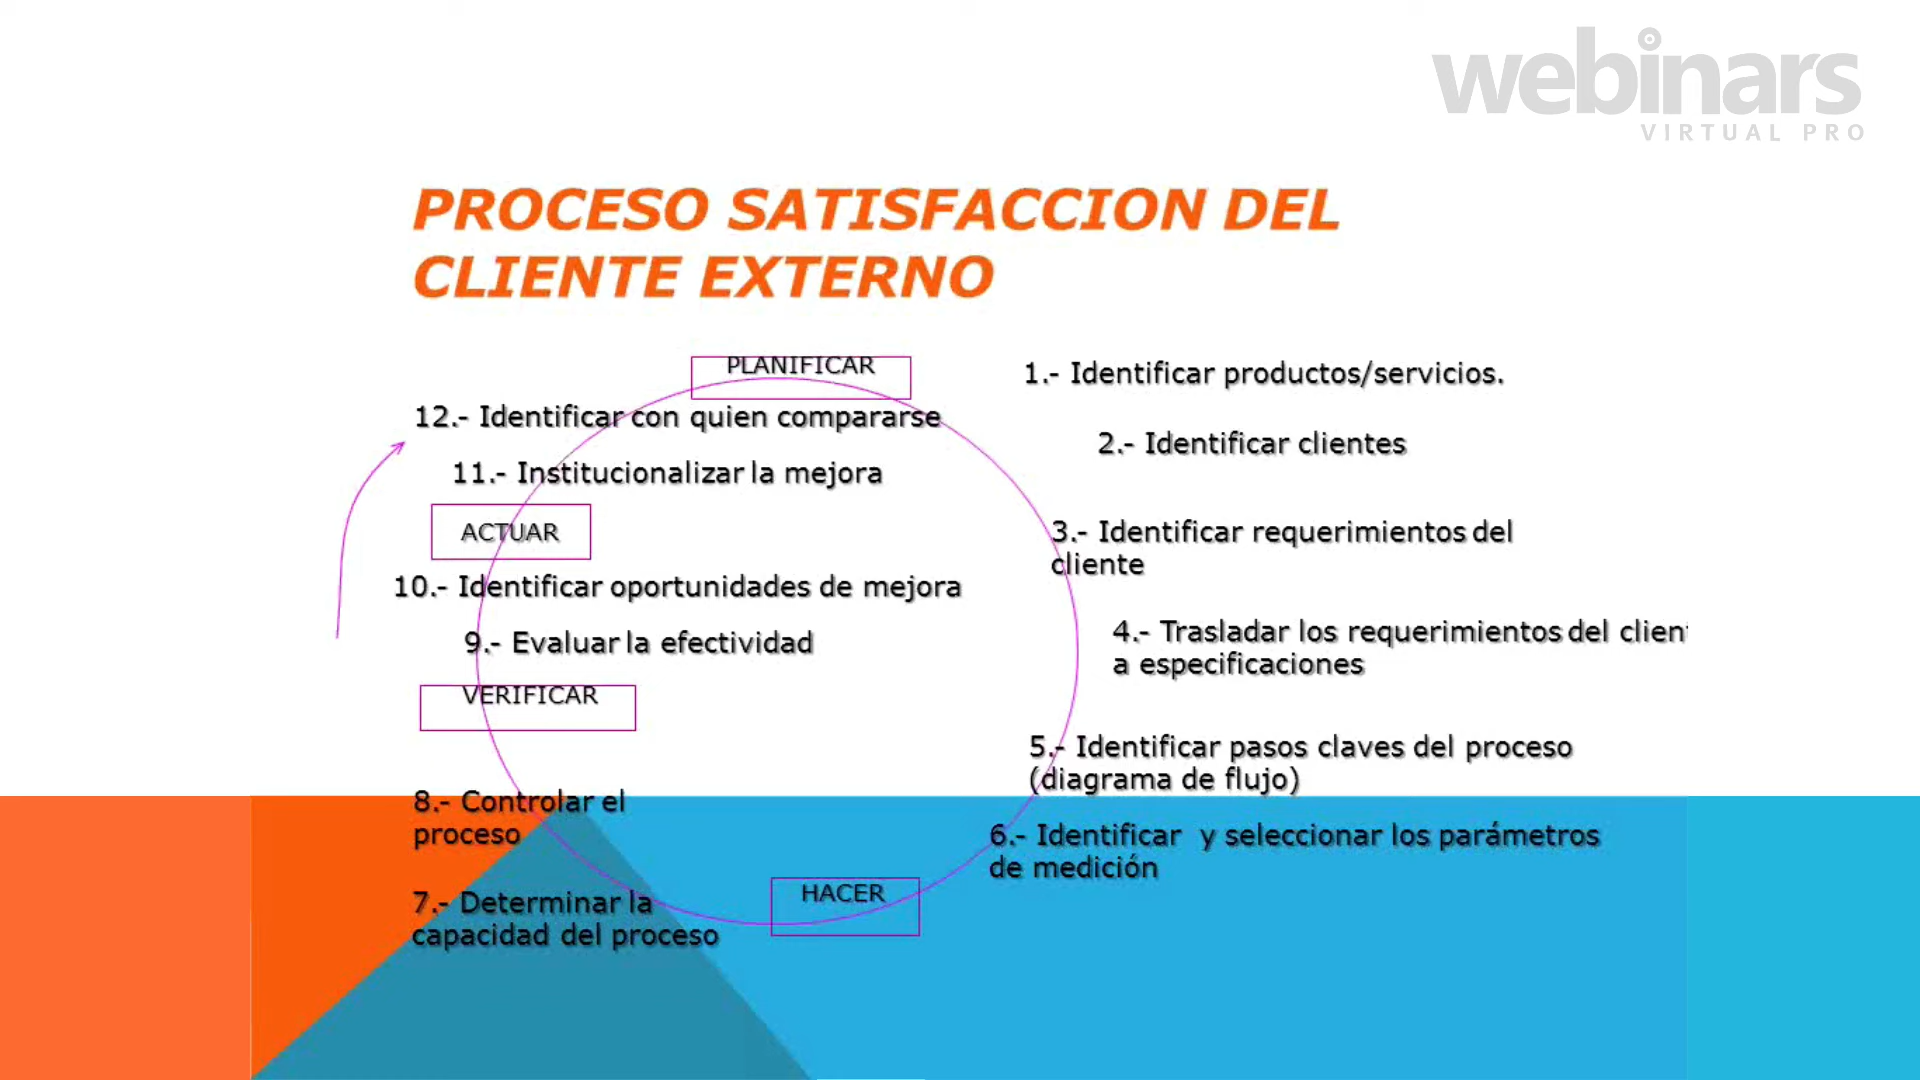 webinars
VIRTUAL PRO
PROCESO SATISFACCION DEL
CLIENTE EXTERNO
PLANIFICAR
1.- Identificar productos/servicios.
2.- Identificar clientes
3.- Identificar requerimientos del
cliente
4.- Trasladar los requerimientos del
a especificaciones
5.- Identificar pasos claves del proceso
(diagrama de flujo)
6.- Identificar  y seleccionar los parámetros
de medición
HACER
7.- Determinar la
capacidad del proceso
8.- Controlar el
proceso
VERIFICAR
9.- Evaluar la efectividad
10.- Identificar oportunidades de mejora
ACTUAR
11.- Institucionalizar la mejora
12.- Identificar con quien compararse